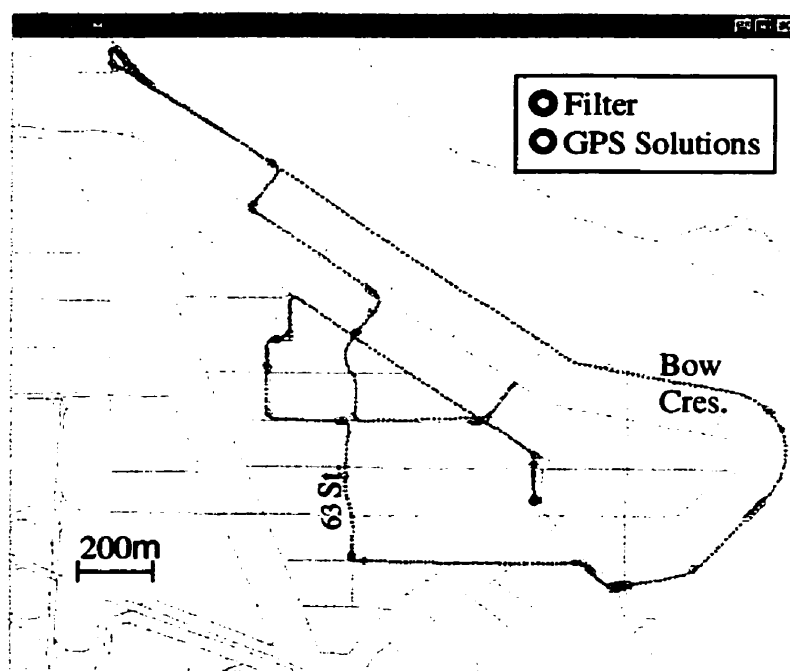 Filter
GPS Solutions
Bow
Cres.
63 St.
200m